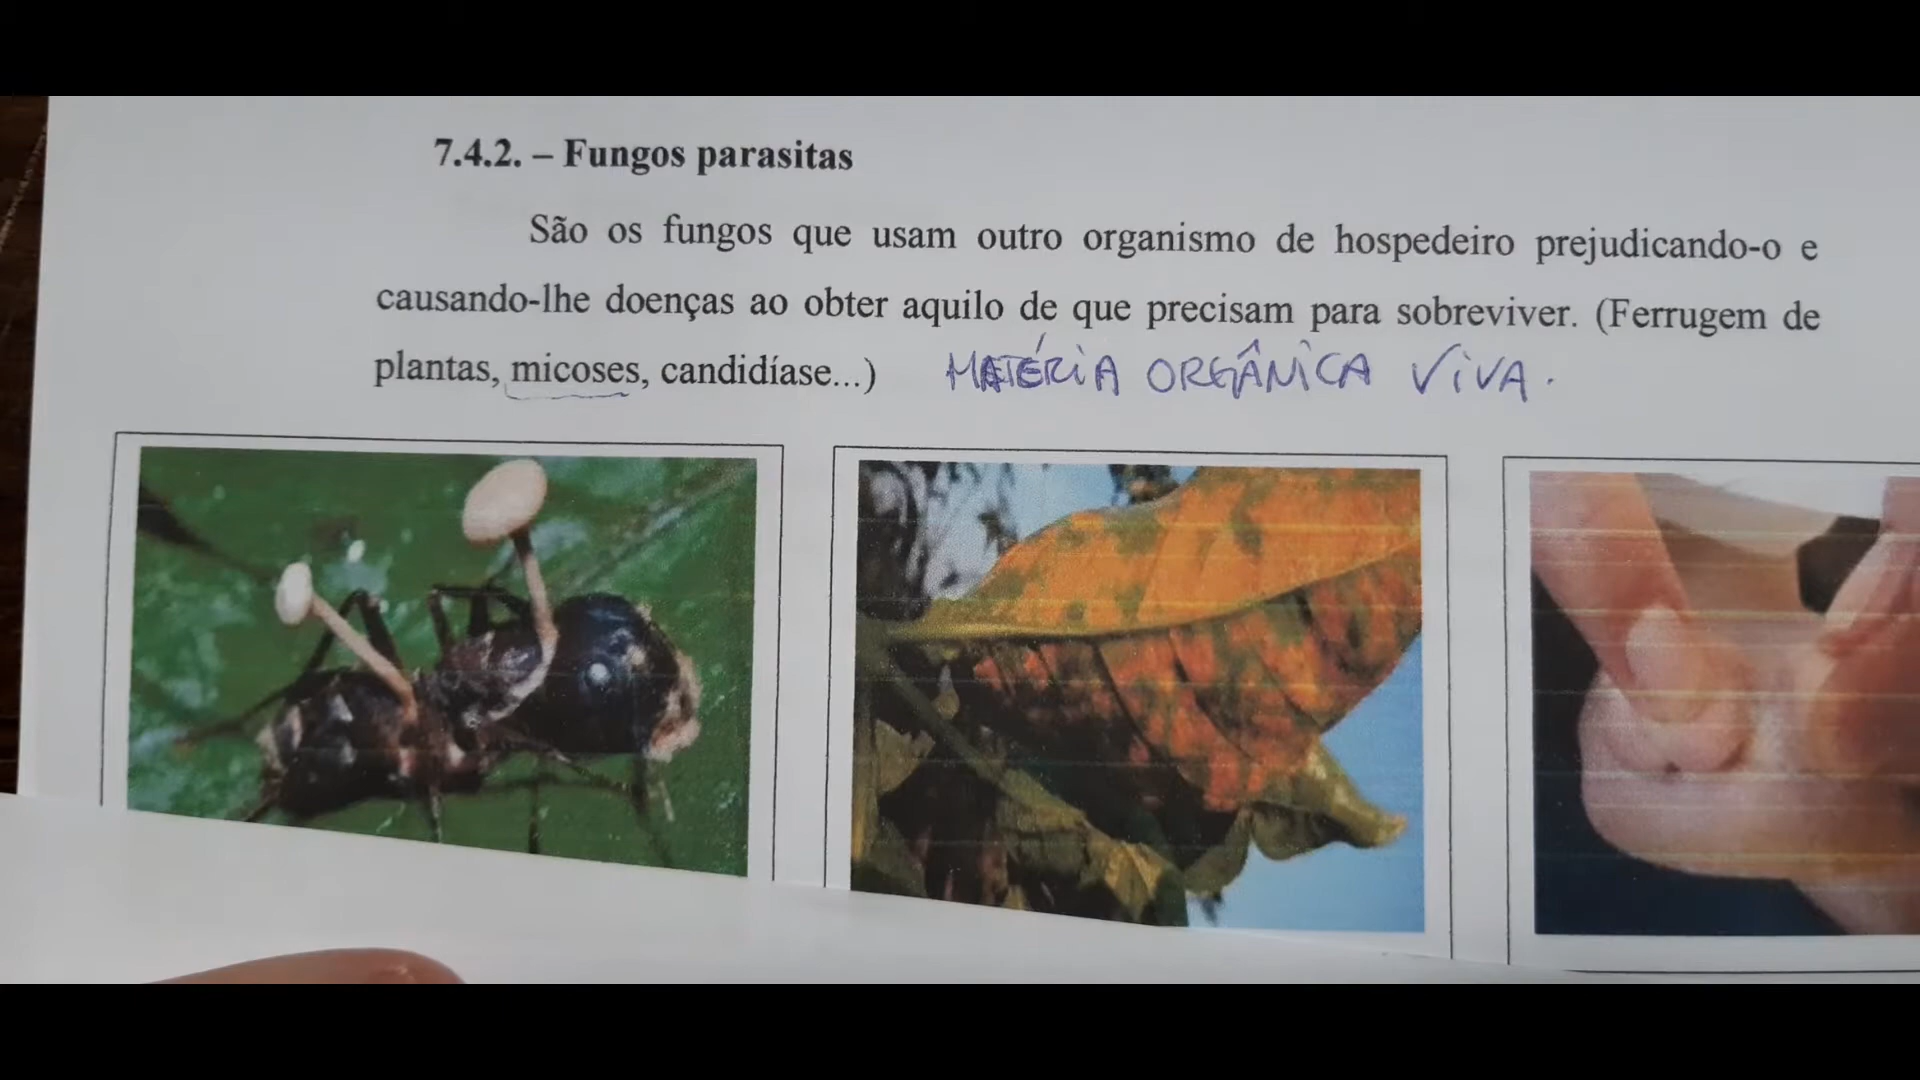 7.4.2. – Fungos parasitas
São os fungos que usam outro organismo de hospedeiro prejudicando-o e
causando-lhe doenças ao obter aquilo de que precisam para sobreviver. (Ferrugem de
plantas, micoses, candidíase...) MATÉRIA ORGÂNICA VIVA.